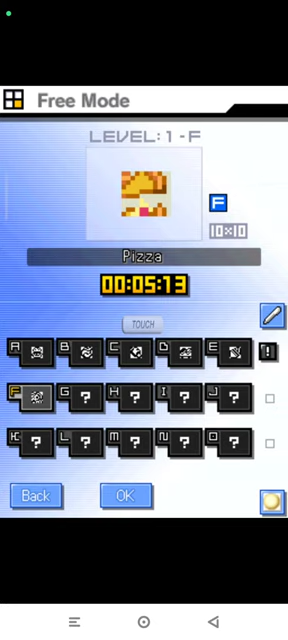 Free Mode
LEVEL: 1 - F
F
10×10
Pizza
00:05:13
TOUCH
A B C D E !
F G ? H ? I ? J ?
K ? L ? M ? N ? O ?
Back OK